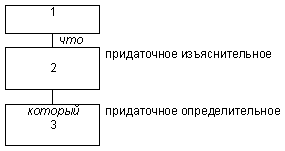 1
что
придаточное изъяснительное
2
который
придаточное определительное
3